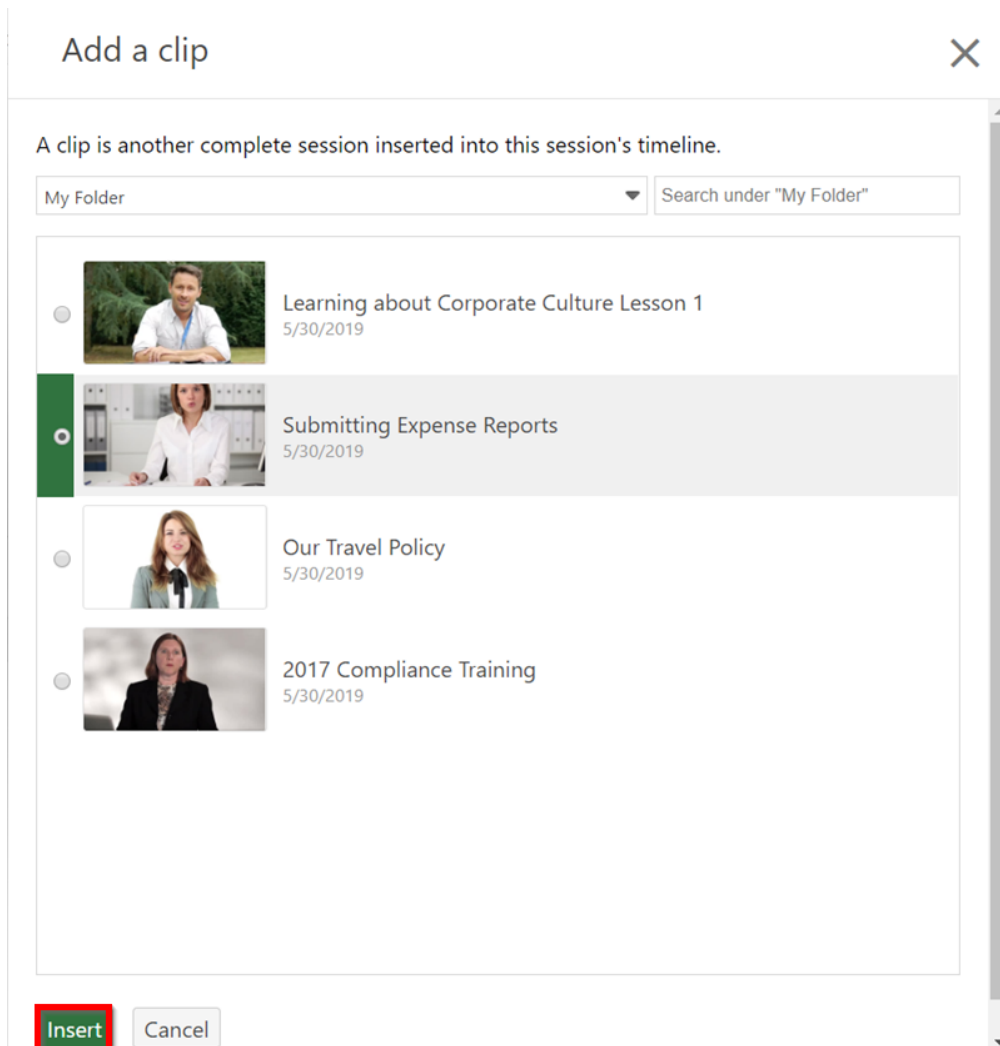 Add a clip
A clip is another complete session inserted into this session's timeline.
My Folder
Search under "My Folder"
Learning about Corporate Culture Lesson 1
5/30/2019
Submitting Expense Reports
5/30/2019
Our Travel Policy
5/30/2019
2017 Compliance Training
5/30/2019
Insert
Cancel